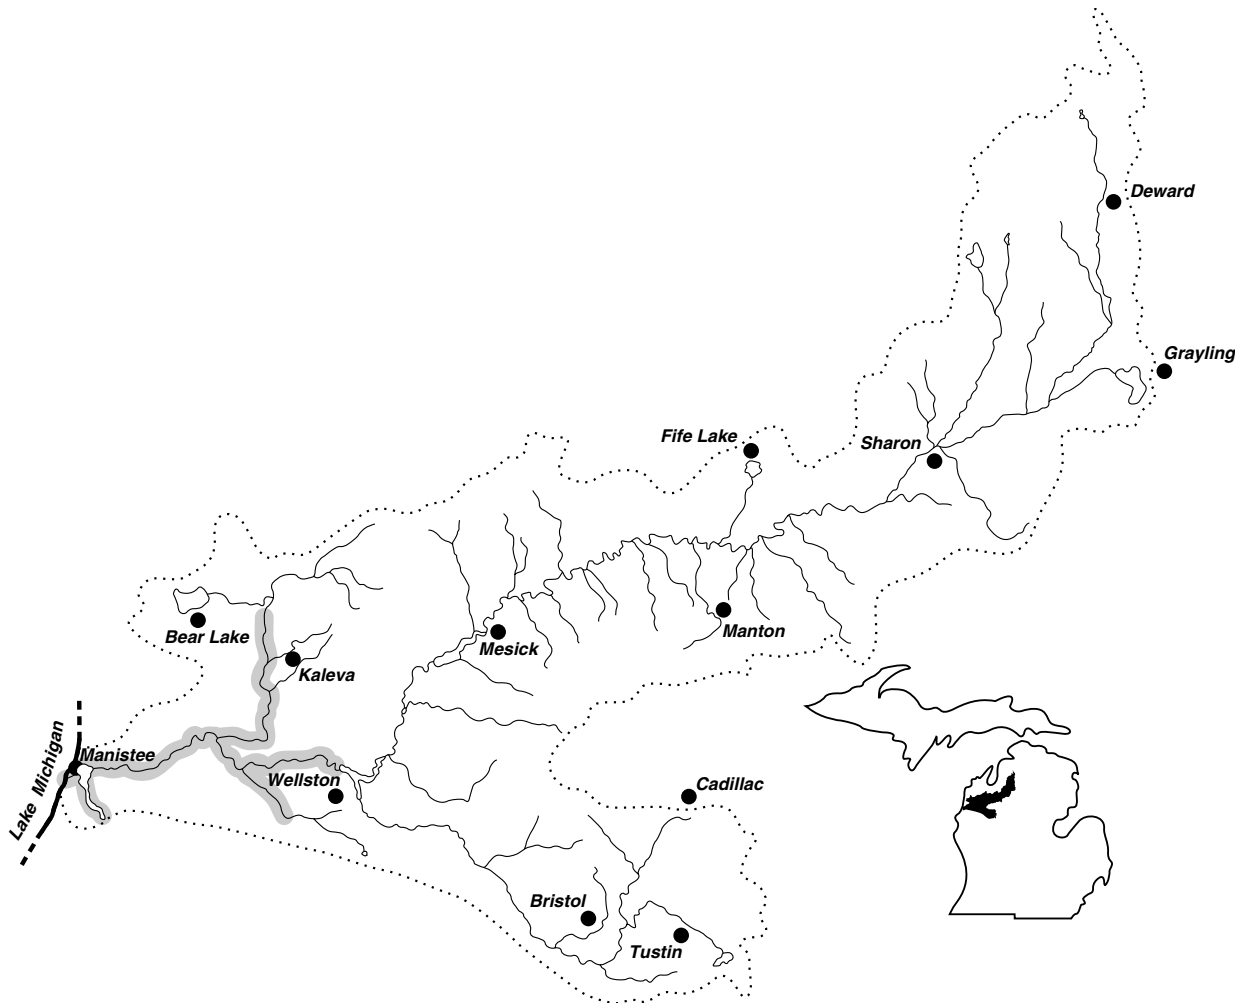 Deward
Grayling
Fife Lake
Sharon
Manton
Bear Lake
Mesick
Kaleva
Lake Michigan
Manistee
Wellston
Cadillac
Bristol
Tustin